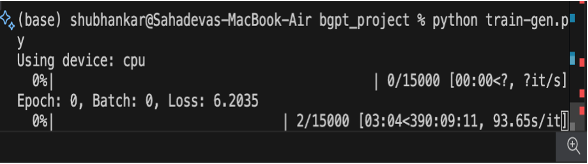 (base) shubhankar@Sahadevas-MacBook-Air bgpt_project % python train-gen.p
y
Using device: cpu
0%| | 0/15000 [00:00<?, ?it/s]
Epoch: 0, Batch: 0, Loss: 6.2035
0%| | 2/15000 [03:04<390:09:11, 93.65s/it]